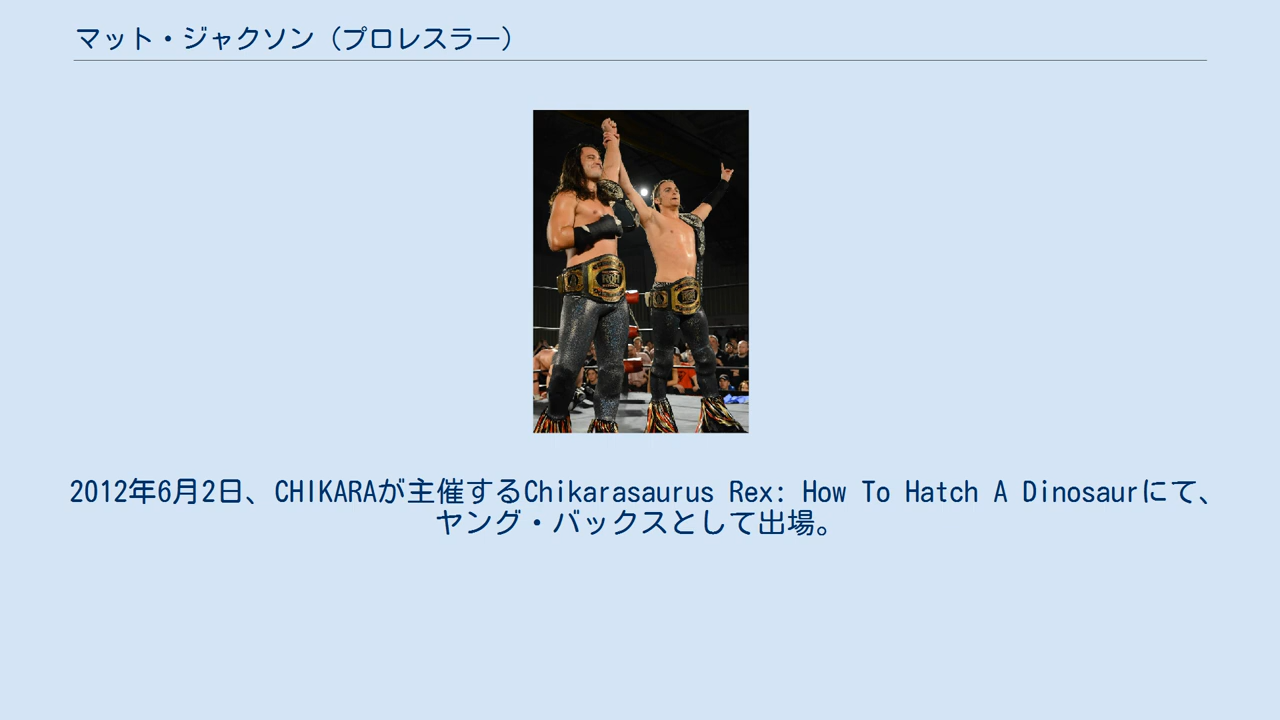 マット・ジャクソン（プロレスラー）
2012年6月2日、CHIKARAが主催するChikarasaurus Rex: How To Hatch A Dinosaurにて、
ヤング・バックスとして出場。